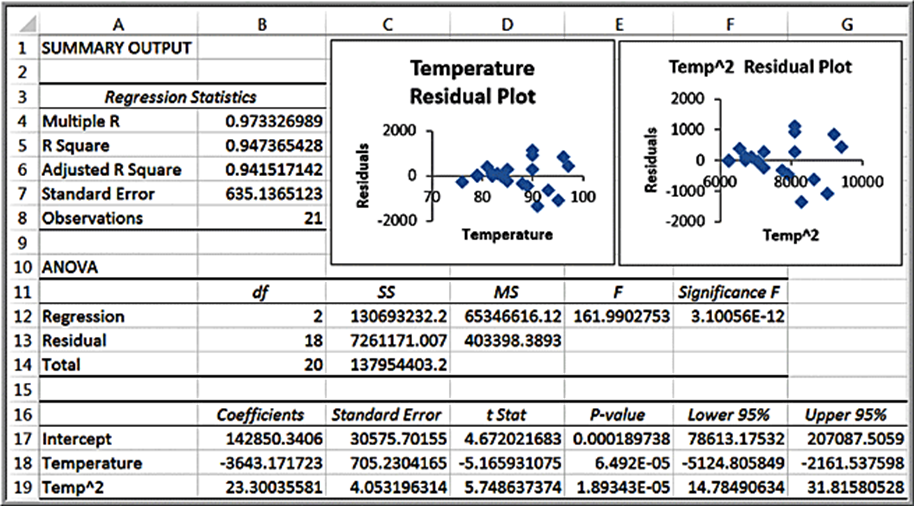 A B C D E F G
1 SUMMARY OUTPUT
2
3 Regression Statistics
4 Multiple R 0.973326989
5 R Square 0.947365428
6 Adjusted R Square 0.941517142
7 Standard Error 635.1365123
8 Observations 21
9
Temperature
Residual Plot
Residuals
2000
0
-2000
70 80 90 100
Temperature
Temp^2 Residual Plot
Residuals
2000
1000
0
-1000
-2000
6000 8000 10000
Temp^2
10 ANOVA
11 df SS MS F Significance F
12 Regression 2 130693232.2 65346616.12 161.9902753 3.10056E-12
13 Residual 18 7261171.007 403398.3893
14 Total 20 137954403.2
15
16 Coefficients Standard Error t Stat P-value Lower 95% Upper 95%
17 Intercept 142850.3406 30575.70155 4.672021683 0.000189738 78613.17532 207087.5059
18 Temperature -3643.171723 705.2304165 -5.165931075 6.492E-05 -5124.805849 -2161.537598
19 Temp^2 23.30035581 4.053196314 5.748637374 1.89343E-05 14.78490634 31.81580528